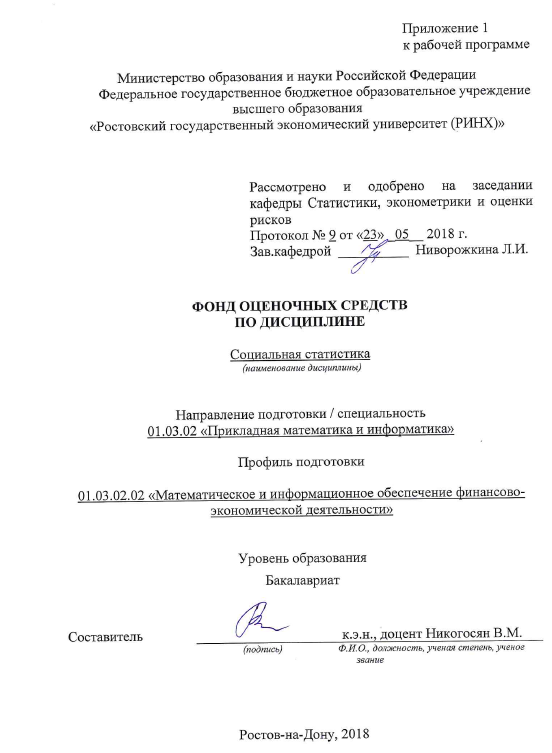 Приложение 1
к рабочей программе
Министерство образования и науки Российской Федерации
Федеральное государственное бюджетное образовательное учреждение
высшего образования
«Ростовский государственный экономический университет (РИНХ)»
Рассмотрено и одобрено на заседании
кафедры Статистики, эконометрики и оценки
рисков
Протокол № 9 от «23» 05 2018 г.
Зав.кафедрой Ниворожкина Л.И.
ФОНД ОЦЕНОЧНЫХ СРЕДСТВ
ПО ДИСЦИПЛИНЕ
Социальная статистика
(наименование дисциплины)
Направление подготовки / специальность
01.03.02 «Прикладная математика и информатика»
Профиль подготовки
01.03.02.02 «Математическое и информационное обеспечение финансово-
экономической деятельности»
Уровень образования
Бакалавриат
Составитель к.э.н., доцент Никогосян В.М.
(подпись) Ф.И.О., должность, ученая степень, ученое
звание
Ростов-на-Дону, 2018